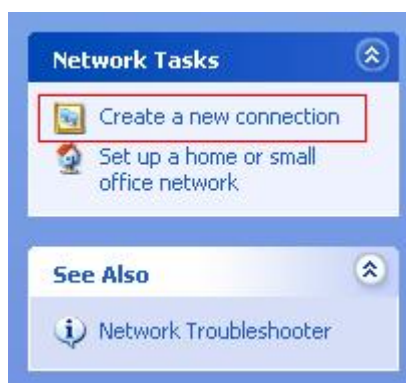 Network Tasks
Create a new connection
Set up a home or small
office network
See Also
Network Troubleshooter